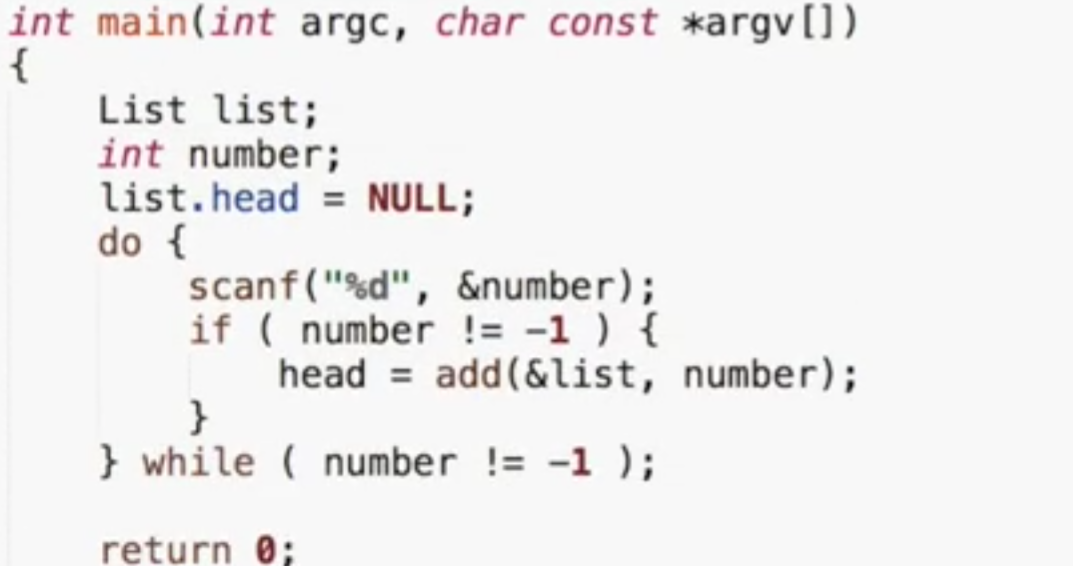 int main(int argc, char const *argv[])
{
    List list;
    int number;
    list.head = NULL;
    do {
        scanf("%d", &number);
        if ( number != -1 ) {
            head = add(&list, number);
        }
    } while ( number != -1 );

    return 0;